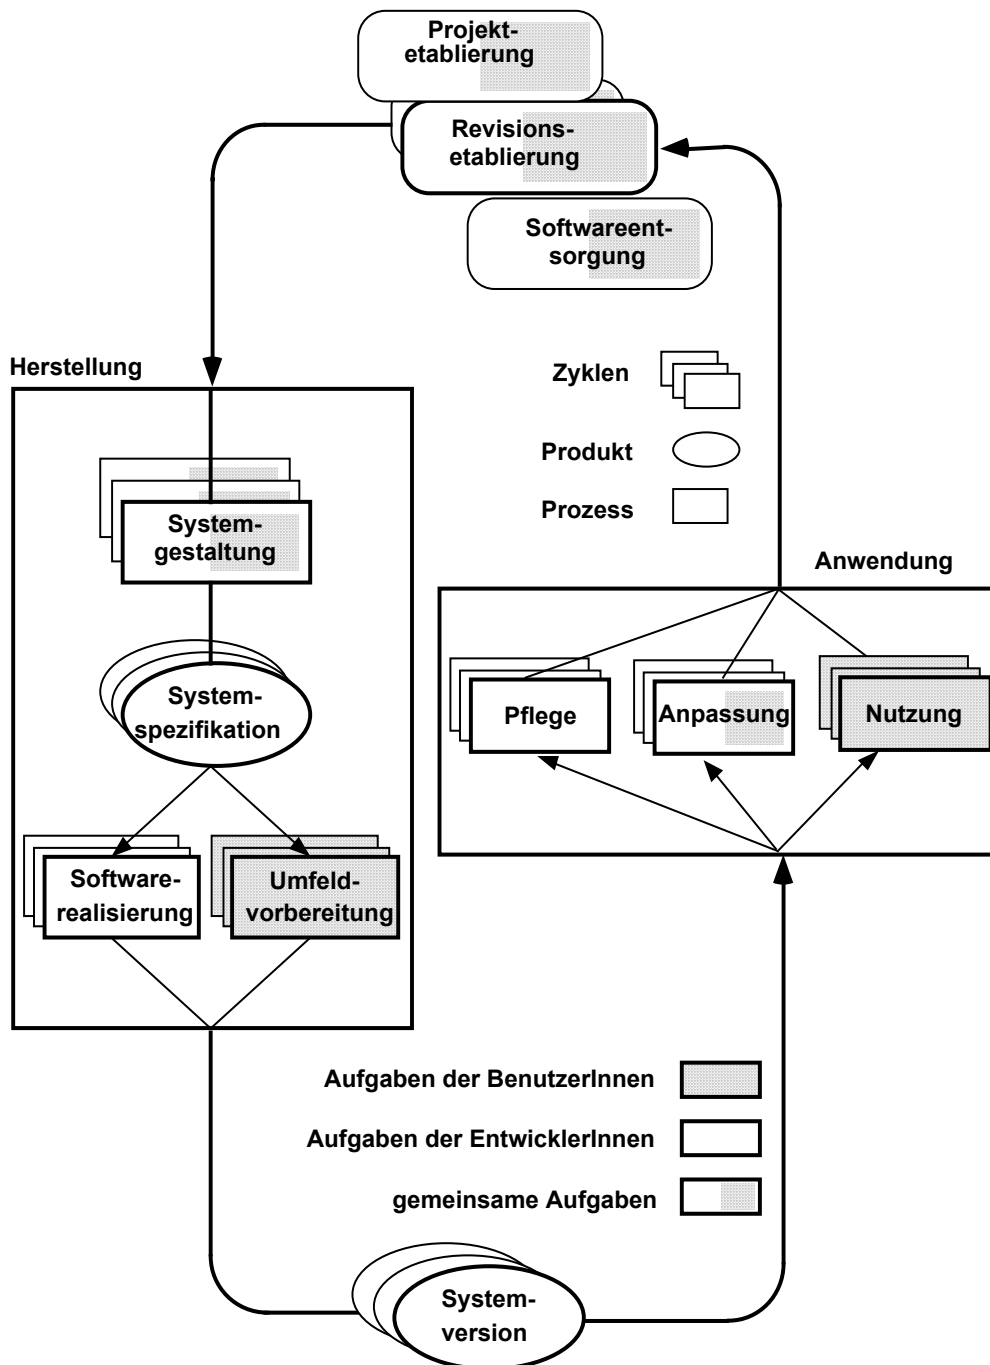 Projekt-
etablierung
Revisions-
etablierung
Softwareent-
sorgung
Herstellung
Zyklen
Produkt
Prozess
System-
gestaltung
Anwendung
System-
spezifikation
Pflege
Anpassung
Nutzung
Software-
realisierung
Umfeld-
vorbereitung
Aufgaben der BenutzerInnen
Aufgaben der EntwicklerInnen
gemeinsame Aufgaben
System-
version